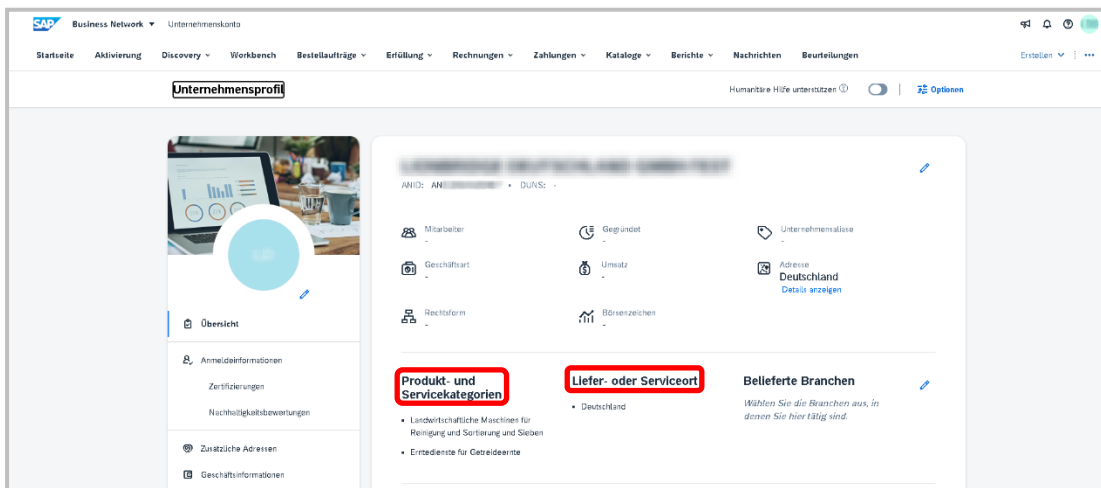 SAP Business Network ▾ Unternehmenskonto
Startseite Aktivierung Discovery Workbench Bestellaufträge Erfüllung Rechnungen Zahlungen Kataloge Berichte Nachrichten Beurteilungen Erstellen
Unternehmensprofil Humanitäre Hilfe unterstützen Optionen
ANID: AN • DUNS: -
Mitarbeiter Gegründet Unternehmensaliase
- - -
Geschäftsart Umsatz Adresse
- - Deutschland
Details anzeigen
Rechtsform Börsenzeichen
- -
Übersicht
Anmeldeinformationen
Zertifizierungen
Nachhaltigkeitsbewertungen
Zusätzliche Adressen
Geschäftsinformationen
Produkt- und
Servicekategorien
• Landwirtschaftliche Maschinen für
Reinigung und Sortierung und Sieben
• Erntedienste für Getreideernte
Liefer- oder Serviceort
• Deutschland
Belieferte Branchen
Wählen Sie die Branchen aus, in
denen Sie hier tätig sind.